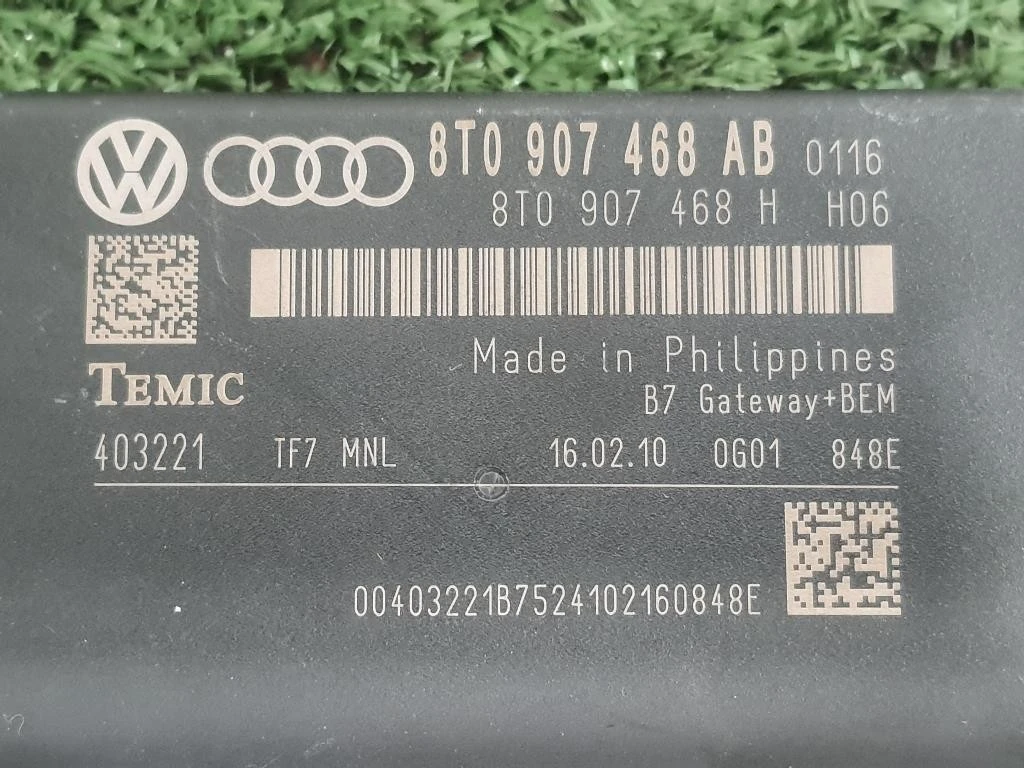 8T0 907 468 AB 0116
8T0 907 468 H H06
Made in Philippines
TEMIC
B7 Gateway+BEM
403221 TF7 MNL 16.02.10 0G01 848E
00403221B7524102160848E